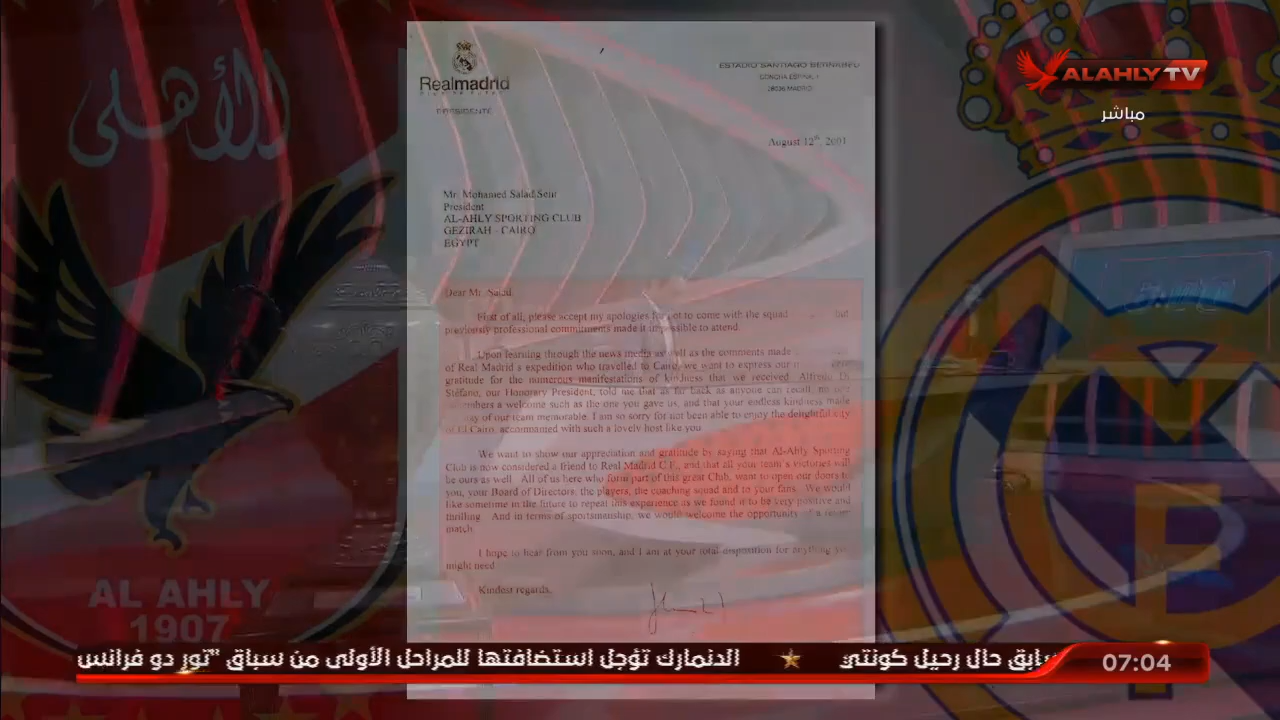 الأهلى
ALAHLY TV
مباشر
Realmadrid
PRESIDENTE
ESTADIO SANTIAGO BERNABEU
CONCHA ESPINA, 1
28036 MADRID
August 12th, 2001
Mr. Mohamed Salad Seur
President
AL-AHLY SPORTING CLUB
GEZIRAH - CAIRO
EGYPT
Dear Mr. Salad:
First of all, please accept my apologies for not to come with the squad but
previously professional commitments made it impossible to attend.
Upon learning through the news media as well as the comments made
of Real Madrid's expedition who travelled to Cairo, we want to express our
gratitude for the numerous manifestations of kindness that we received. Alfredo Di
Stéfano, our Honorary President, told me that as far back as anyone can recall, no one
remembers a welcome such as the one you gave us, and that your endless kindness made
of our team memorable. I am so sorry for not been able to enjoy the delightful city
of El Cairo, accompanied with such a lovely host like you.
We want to show our appreciation and gratitude by saying that Al-Ahly Sporting
Club is now considered a friend to Real Madrid C.F., and that all your team's victories will
be ours as well. All of us here who form part of this great Club, want to open our doors to
you, your Board of Directors, the players, the coaching squad and to your fans. We would
like sometime in the future to repeat this experience as we found it to be very positive and
thrilling. And in terms of sportsmanship, we would welcome the opportunity of a return
match.
I hope to hear from you soon, and I am at your total disposition for anything you
might need.
Kindest regards,
AL AHLY
1907
سابق حال رحيل كونتي ★ الدنمارك تؤجل استضافتها للمراحل الأولى من سباق "تور دو فرانس
07:04